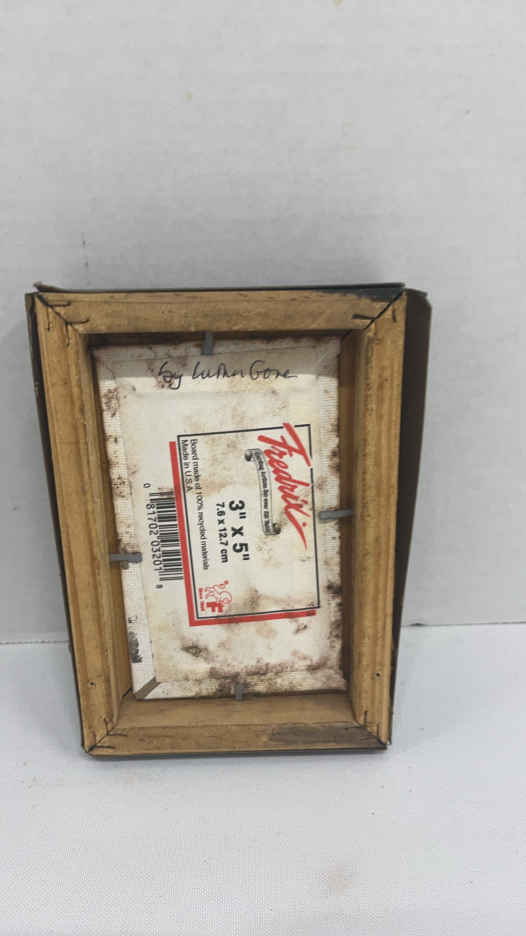 by Luther Gore
Fredrix
3" x 5"
7.6 x 12.7 cm
Board made of 100% recycled materials
Made in U.S.A.
0 81702 03201 8